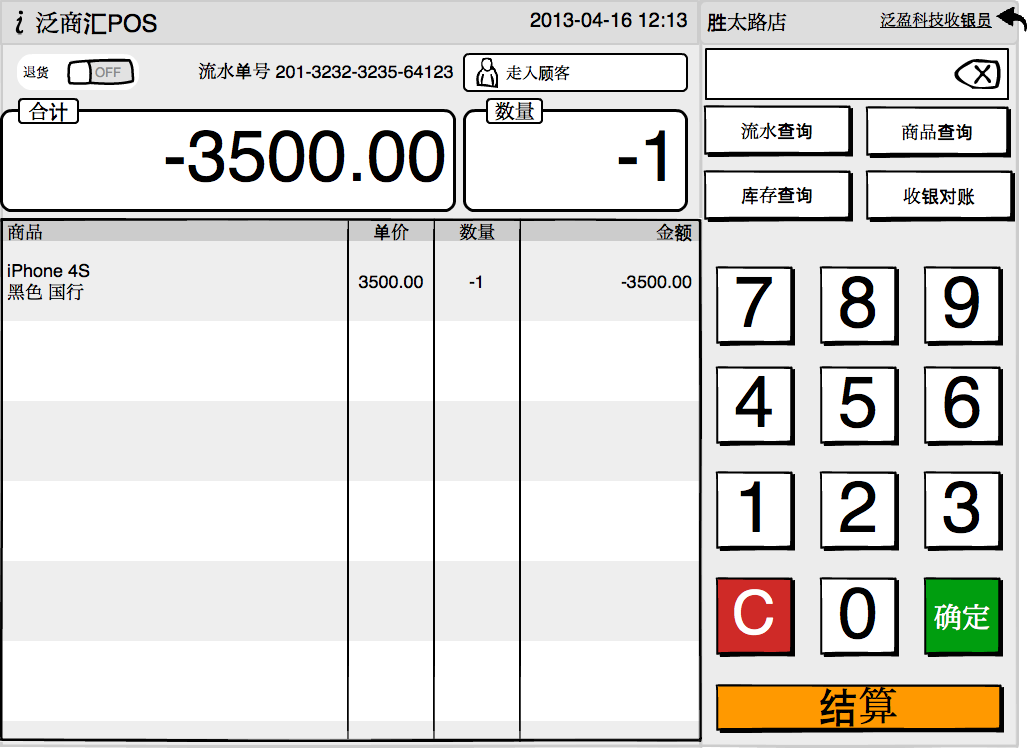 i 泛商汇POS
2013-04-16 12:13
胜太路店
泛盈科技收银员
退货
OFF
流水单号 201-3232-3235-64123
走入顾客
合计
-3500.00
数量
-1
流水查询
商品查询
库存查询
收银对账
商品 单价 数量 金额
iPhone 4S
黑色 国行
3500.00 -1 -3500.00
7 8 9
4 5 6
1 2 3
C 0 确定
结算